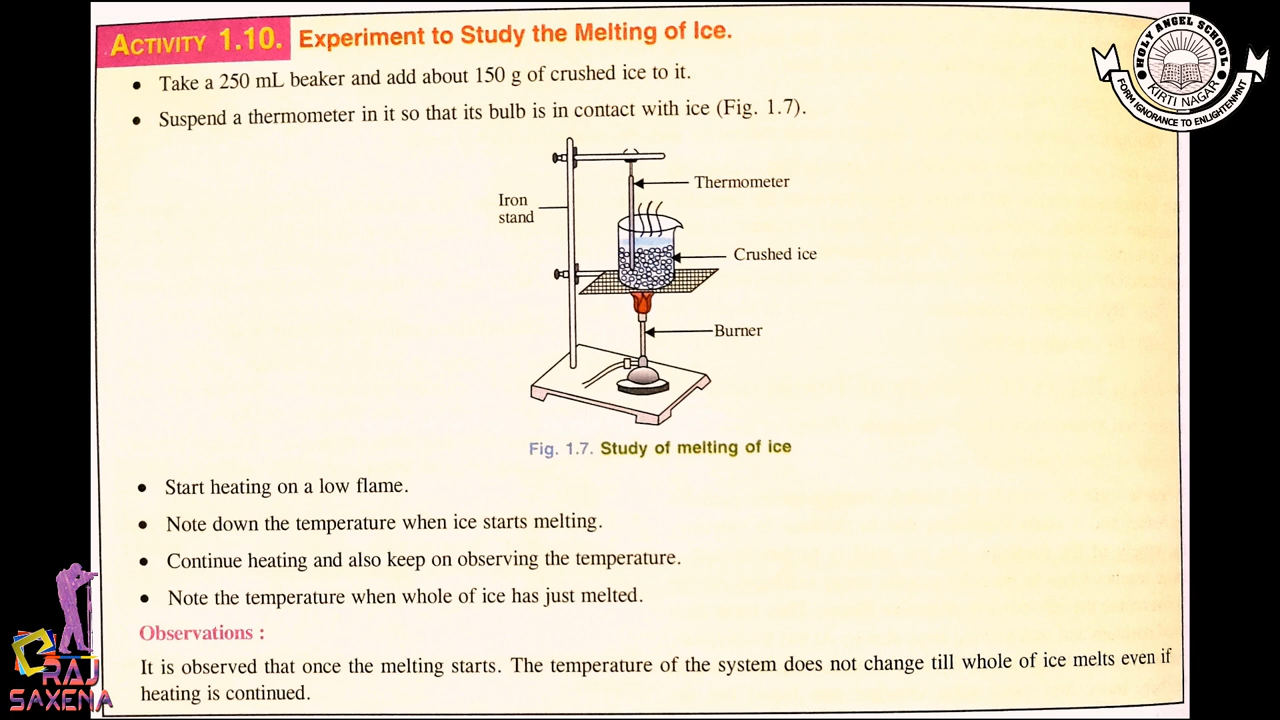 ACTIVITY 1.10. Experiment to Study the Melting of Ice.
• Take a 250 mL beaker and add about 150 g of crushed ice to it.
• Suspend a thermometer in it so that its bulb is in contact with ice (Fig. 1.7).
Thermometer
Iron
stand
Crushed ice
Burner
Fig. 1.7. Study of melting of ice
• Start heating on a low flame.
• Note down the temperature when ice starts melting.
• Continue heating and also keep on observing the temperature.
• Note the temperature when whole of ice has just melted.
Observations :
It is observed that once the melting starts. The temperature of the system does not change till whole of ice melts even if
heating is continued.
HOLY ANGEL SCHOOL
KIRTI NAGAR
FORM IGNORANCE TO ENLIGHTENMNT
RAJ
SAXENA